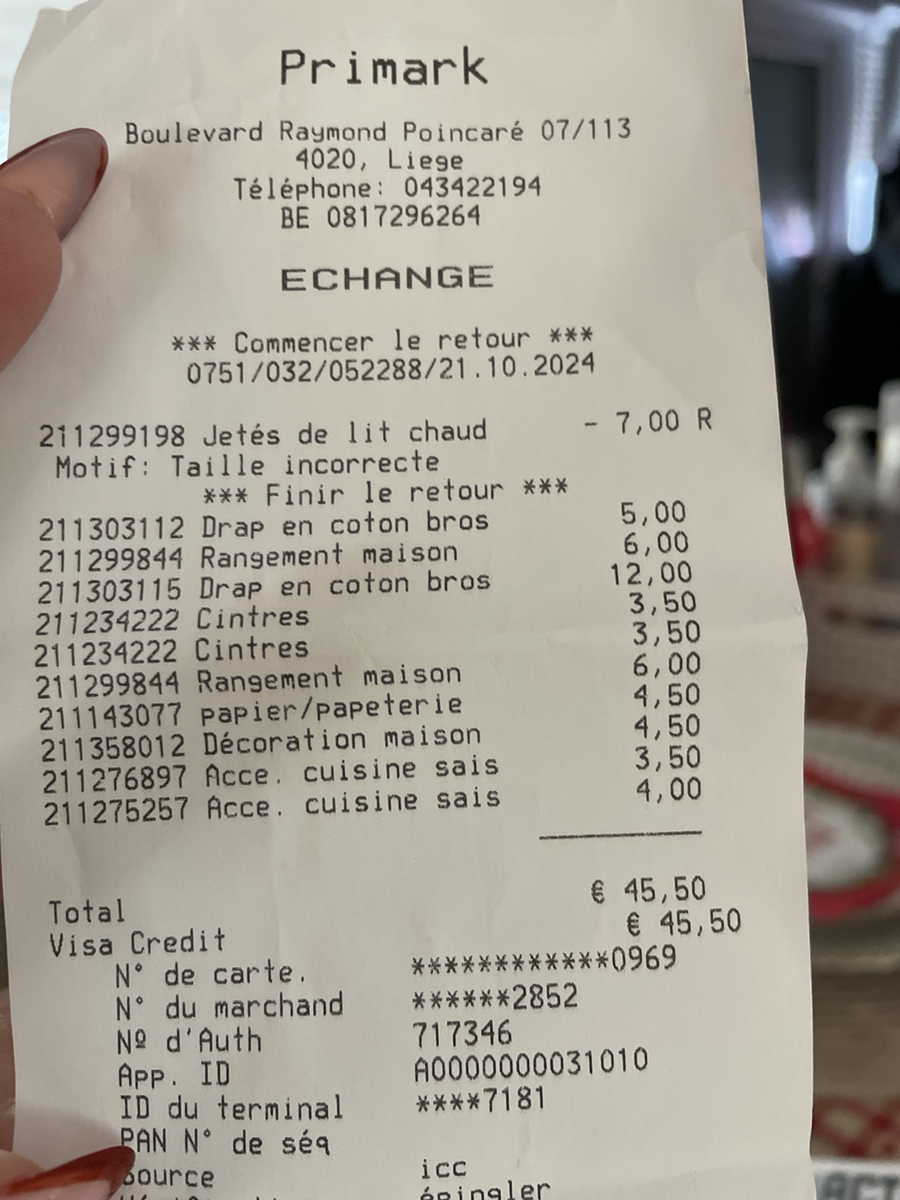 Primark
Boulevard Raymond Poincaré 07/113
4020, Liege
Téléphone: 043422194
BE 0817296264
ECHANGE
*** Commencer le retour ***
0751/032/052288/21.10.2024
211299198 Jetés de lit chaud - 7,00 R
Motif: Taille incorrecte
*** Finir le retour ***
211303112 Drap en coton bros 5,00
211299844 Rangement maison 6,00
211303115 Drap en coton bros 12,00
211234222 Cintres 3,50
211234222 Cintres 3,50
211299844 Rangement maison 6,00
211143077 papier/papeterie 4,50
211358012 Décoration maison 4,50
211276897 Acce. cuisine sais 3,50
211275257 Acce. cuisine sais 4,00
Total € 45,50
Visa Credit € 45,50
N° de carte. ************0969
N° du marchand ******2852
Nº d'Auth 717346
App. ID A0000000031010
ID du terminal ****7181
PAN N° de séq
Source icc
épingler